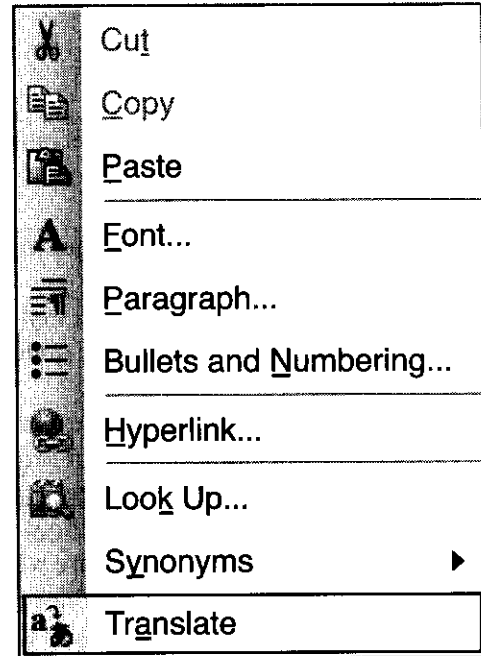 Cut
Copy
Paste
Font...
Paragraph...
Bullets and Numbering...
Hyperlink...
Look Up...
Synonyms
Translate